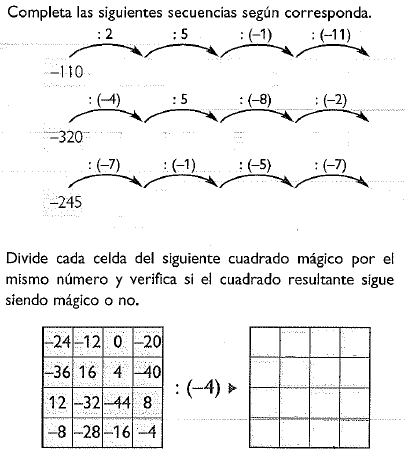 Completa las siguientes secuencias según corresponda.
: 2 : 5 : (–1) : (–11)
–110
: (–4) : 5 : (–8) : (–2)
–320
: (–7) : (–1) : (–5) : (–7)
–245
Divide cada celda del siguiente cuadrado mágico por el
mismo número y verifica si el cuadrado resultante sigue
siendo mágico o no.
–24 –12 0 –20
–36 16 4 –40
: (–4)
12 –32 –44 8
–8 –28 –16 –4